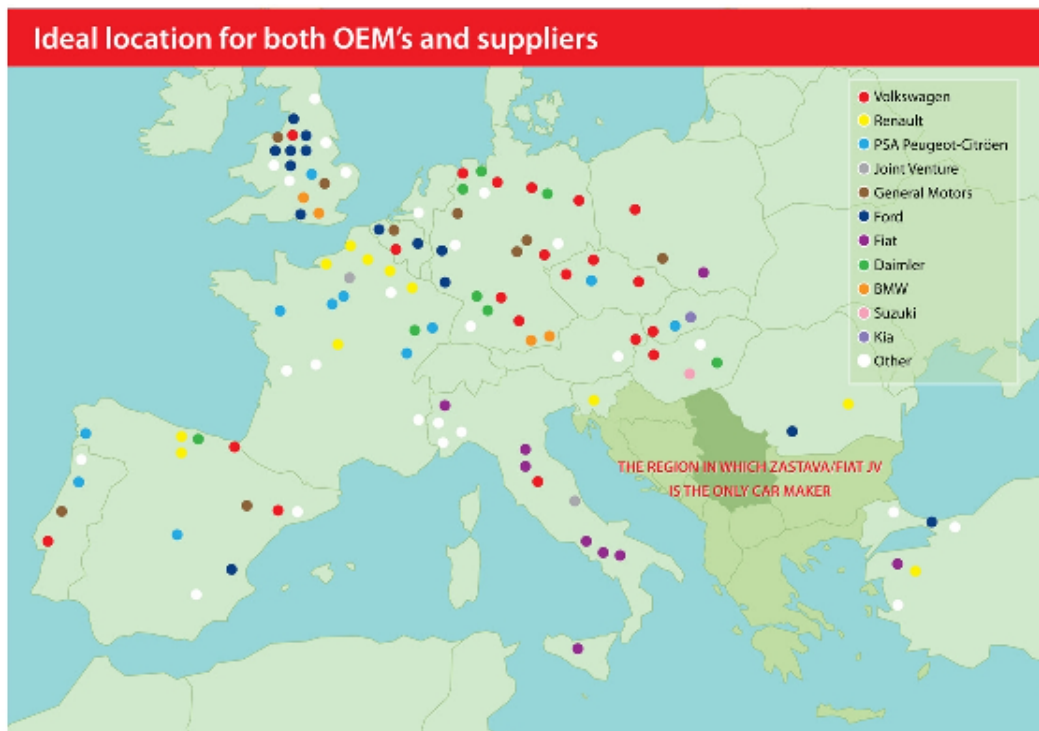 Ideal location for both OEM's and suppliers
Volkswagen
Renault
PSA Peugeot-Citröen
Joint Venture
General Motors
Ford
Fiat
Daimler
BMW
Suzuki
Kia
Other
THE REGION IN WHICH ZASTAVA/FIAT JV
IS THE ONLY CAR MAKER